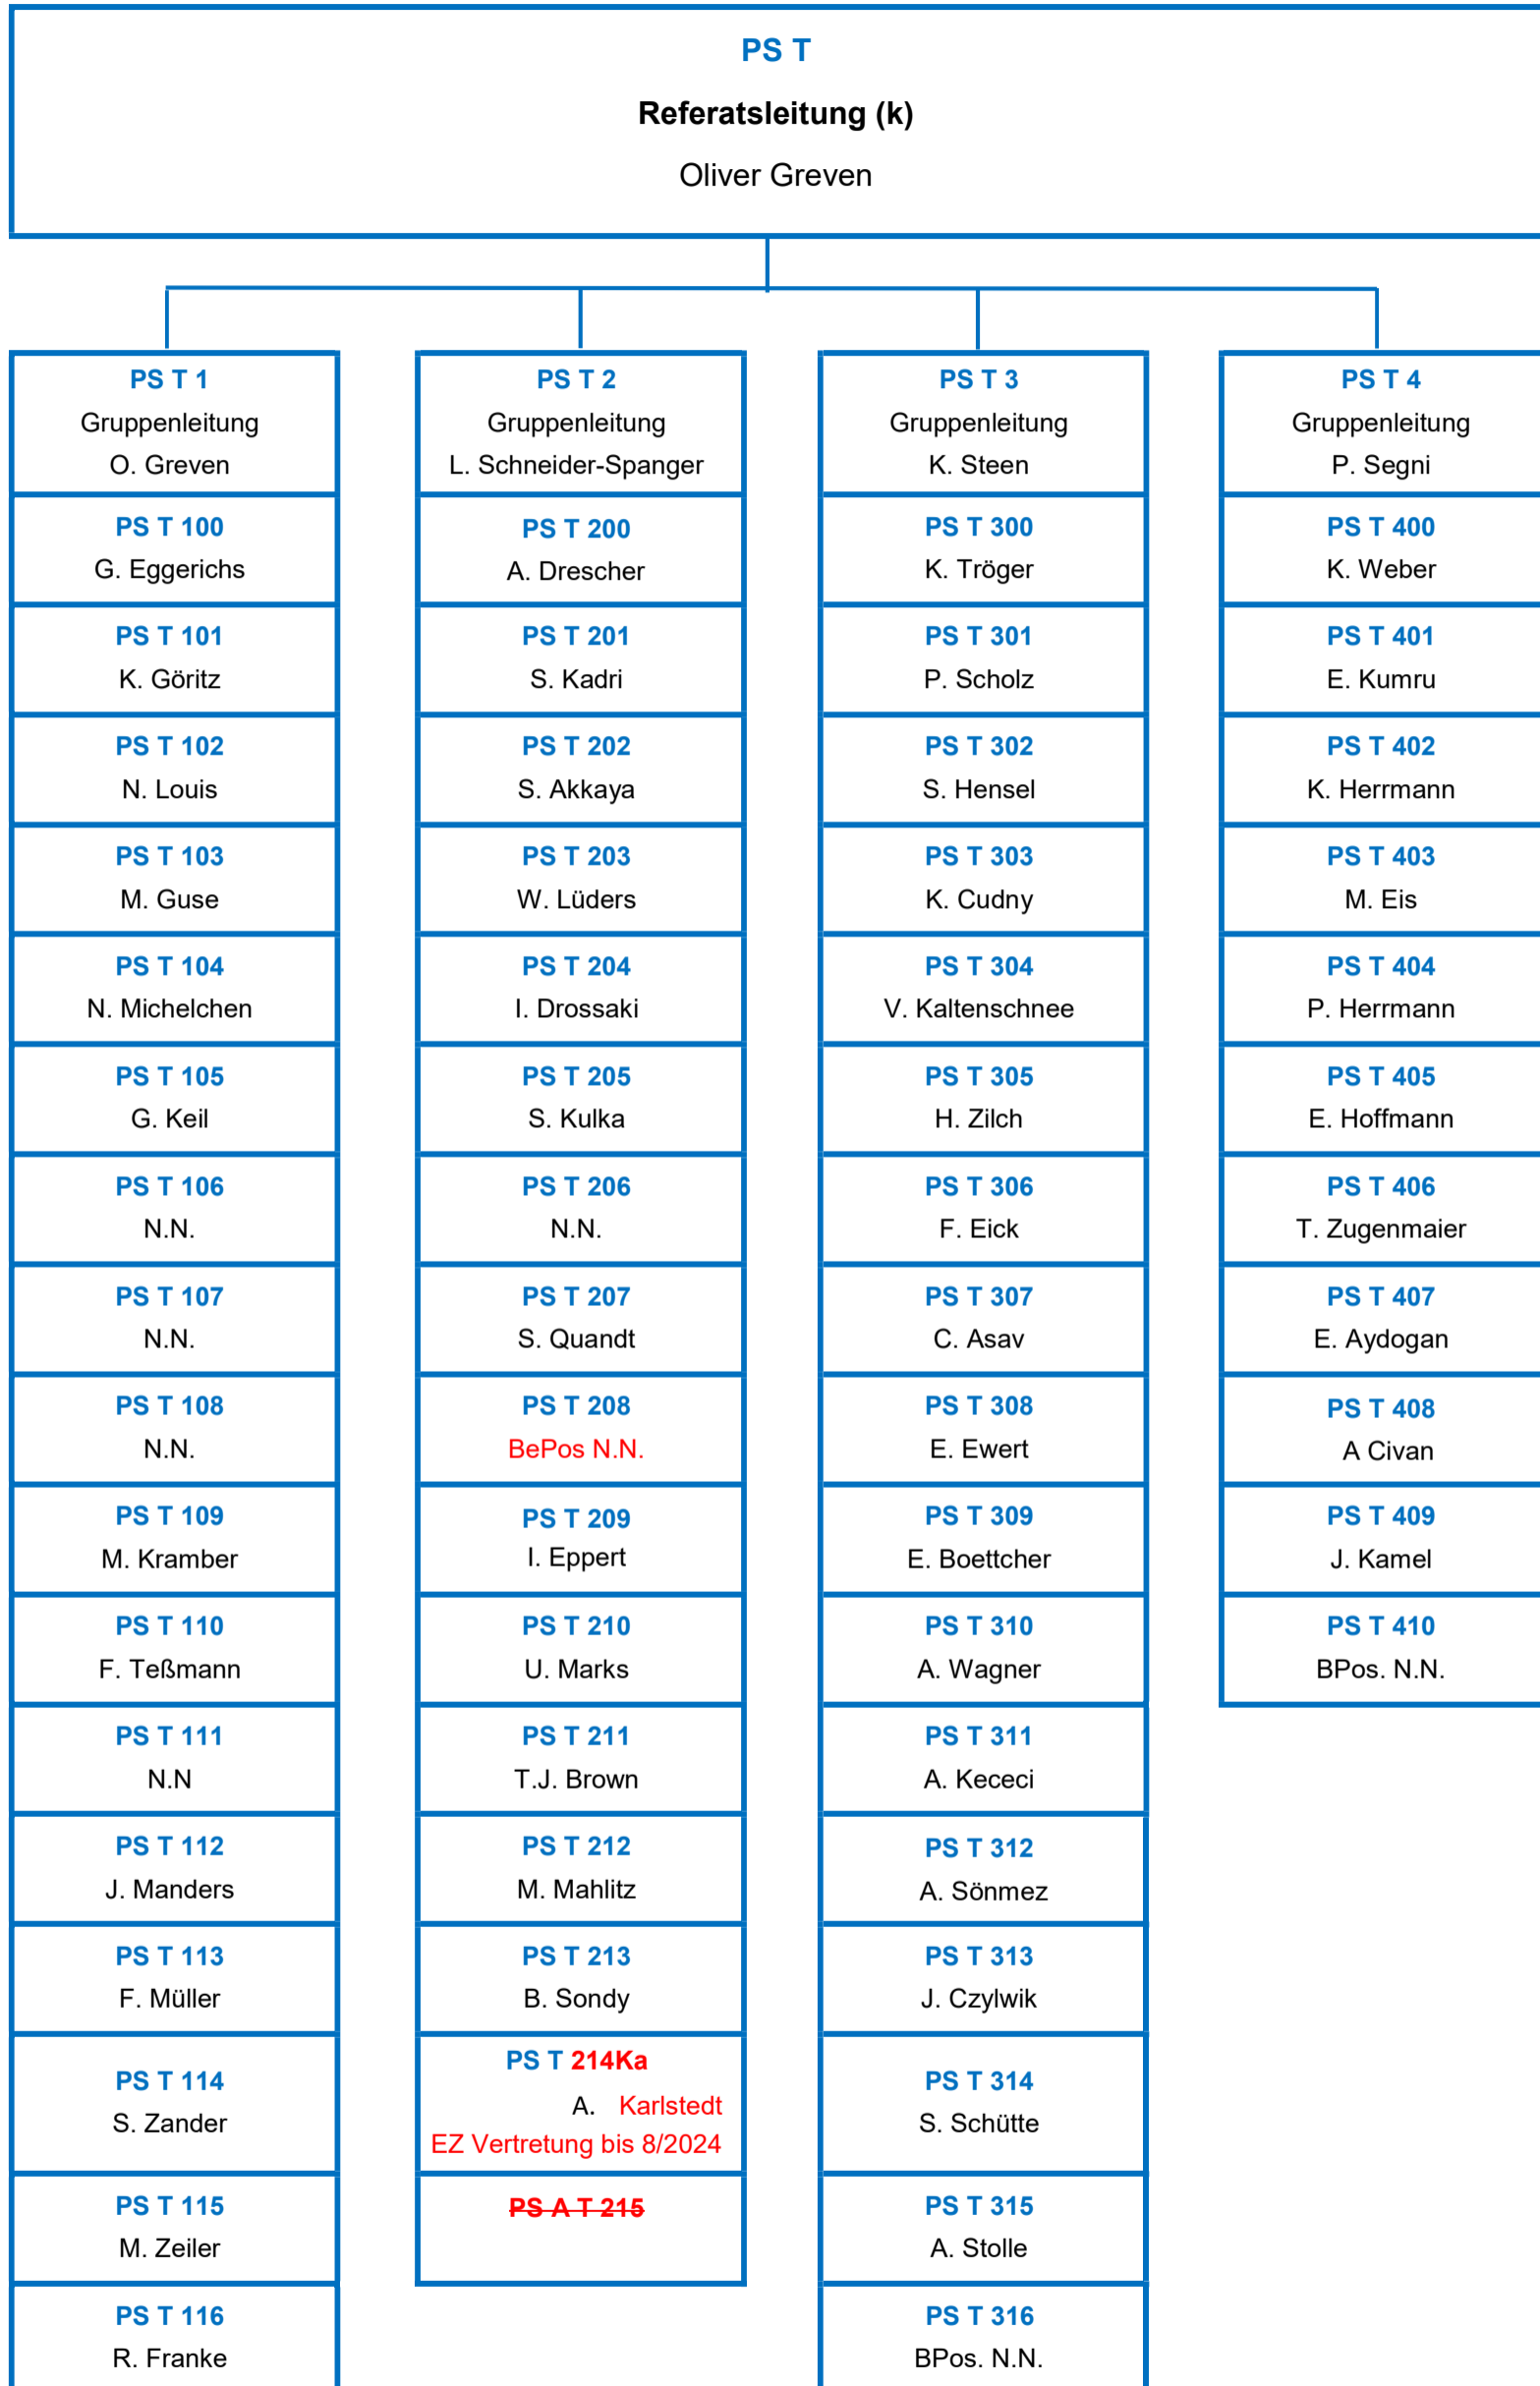 PS T
Referatsleitung (k)
Oliver Greven
PS T 1
Gruppenleitung
O. Greven
PS T 100
G. Eggerichs
PS T 101
K. Göritz
PS T 102
N. Louis
PS T 103
M. Guse
PS T 104
N. Michelchen
PS T 105
G. Keil
PS T 106
N.N.
PS T 107
N.N.
PS T 108
N.N.
PS T 109
M. Kramber
PS T 110
F. Teßmann
PS T 111
N.N
PS T 112
J. Manders
PS T 113
F. Müller
PS T 114
S. Zander
PS T 115
M. Zeiler
PS T 116
R. Franke
PS T 2
Gruppenleitung
L. Schneider-Spanger
PS T 200
A. Drescher
PS T 201
S. Kadri
PS T 202
S. Akkaya
PS T 203
W. Lüders
PS T 204
I. Drossaki
PS T 205
S. Kulka
PS T 206
N.N.
PS T 207
S. Quandt
PS T 208
BePos N.N.
PS T 209
I. Eppert
PS T 210
U. Marks
PS T 211
T.J. Brown
PS T 212
M. Mahlitz
PS T 213
B. Sondy
PS T 214Ka
A. Karlstedt
EZ Vertretung bis 8/2024
PS A T 215
PS T 3
Gruppenleitung
K. Steen
PS T 300
K. Tröger
PS T 301
P. Scholz
PS T 302
S. Hensel
PS T 303
K. Cudny
PS T 304
V. Kaltenschnee
PS T 305
H. Zilch
PS T 306
F. Eick
PS T 307
C. Asav
PS T 308
E. Ewert
PS T 309
E. Boettcher
PS T 310
A. Wagner
PS T 311
A. Kececi
PS T 312
A. Sönmez
PS T 313
J. Czylwik
PS T 314
S. Schütte
PS T 315
A. Stolle
PS T 316
BPos. N.N.
PS T 4
Gruppenleitung
P. Segni
PS T 400
K. Weber
PS T 401
E. Kumru
PS T 402
K. Herrmann
PS T 403
M. Eis
PS T 404
P. Herrmann
PS T 405
E. Hoffmann
PS T 406
T. Zugenmaier
PS T 407
E. Aydogan
PS T 408
A Civan
PS T 409
J. Kamel
PS T 410
BPos. N.N.